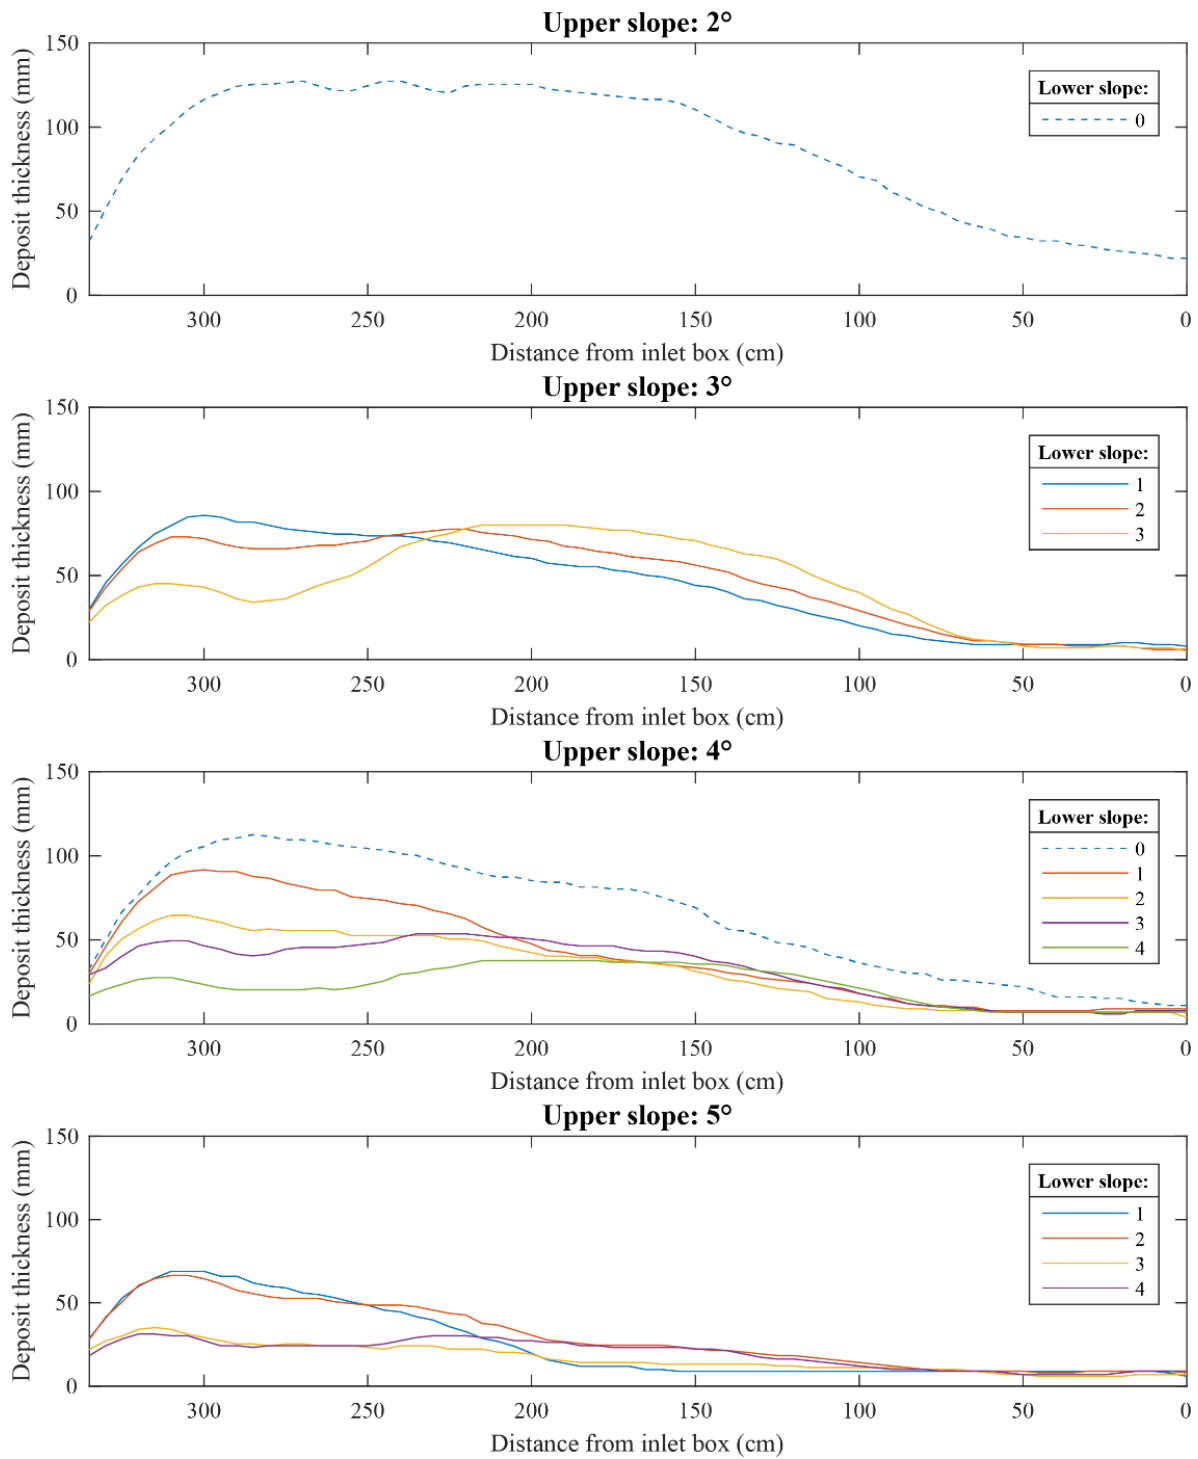 Upper slope: 2°
150
100
50
0
Deposit thickness (mm)
Lower slope:
0
300 250 200 150 100 50 0
Distance from inlet box (cm)
Upper slope: 3°
150
100
50
0
Deposit thickness (mm)
Lower slope:
1
2
3
300 250 200 150 100 50 0
Distance from inlet box (cm)
Upper slope: 4°
150
100
50
0
Deposit thickness (mm)
Lower slope:
0
1
2
3
4
300 250 200 150 100 50 0
Distance from inlet box (cm)
Upper slope: 5°
150
100
50
0
Deposit thickness (mm)
Lower slope:
1
2
3
4
300 250 200 150 100 50 0
Distance from inlet box (cm)